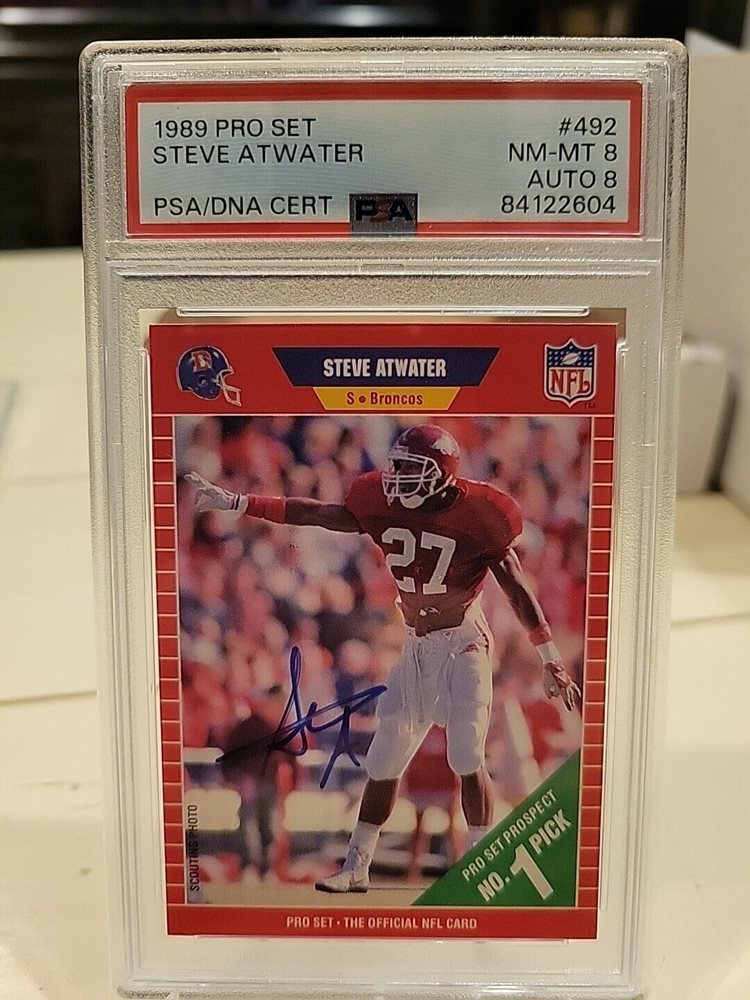 1989 PRO SET #492
STEVE ATWATER NM-MT 8
AUTO 8
PSA/DNA CERT PSA 84122604
STEVE ATWATER
NFL
TM
S • Broncos
27
SCOUTING PHOTO
PRO SET PROSPECT
NO. 1 PICK
PRO SET • THE OFFICIAL NFL CARD